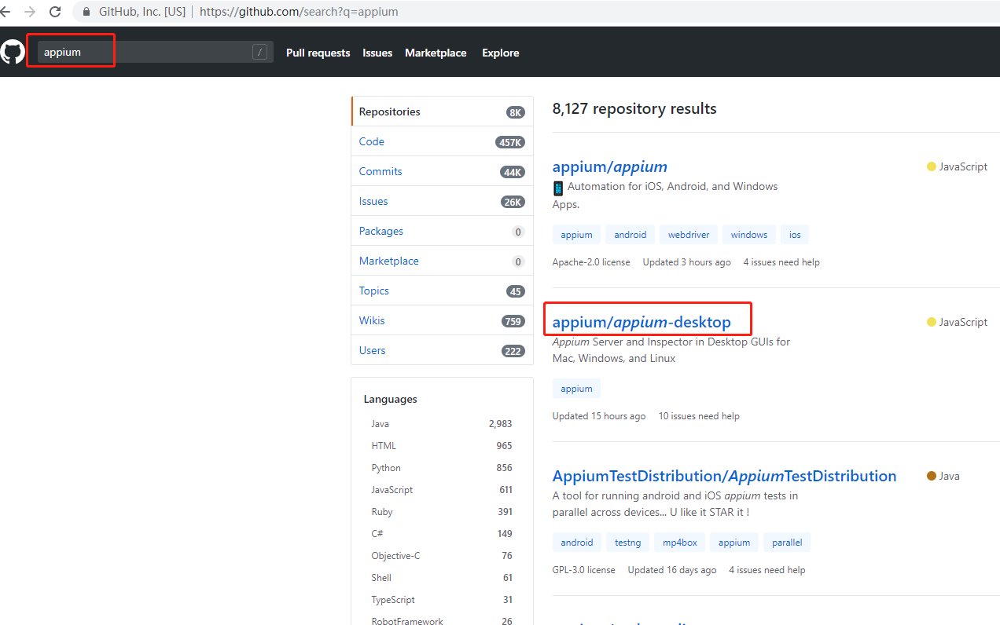 GitHub, Inc. [US] | https://github.com/search?q=appium
appium /
Pull requests Issues Marketplace Explore
Repositories 8K
Code 457K
Commits 44K
Issues 26K
Packages 0
Marketplace 0
Topics 45
Wikis 759
Users 222
Languages
Java 2,983
HTML 965
Python 856
JavaScript 611
Ruby 391
C# 149
Objective-C 76
Shell 61
TypeScript 31
RobotFramework 26
8,127 repository results
appium/appium JavaScript
Automation for iOS, Android, and Windows
Apps.
appium android webdriver windows ios
Apache-2.0 license Updated 3 hours ago 4 issues need help
appium/appium-desktop JavaScript
Appium Server and Inspector in Desktop GUIs for
Mac, Windows, and Linux
appium
Updated 15 hours ago 10 issues need help
AppiumTestDistribution/AppiumTestDistribution Java
A tool for running android and iOS appium tests in
parallel across devices... U like it STAR it !
android testng mp4box appium parallel
GPL-3.0 license Updated 16 days ago 4 issues need help